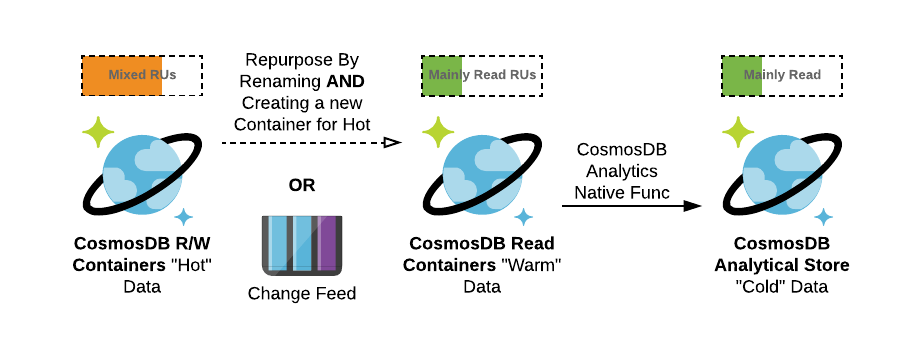 Mixed RUs
Repurpose By
Renaming AND
Creating a new
Container for Hot
OR
Change Feed
CosmosDB R/W
Containers "Hot"
Data
Mainly Read RUs
CosmosDB Read
Containers "Warm"
Data
CosmosDB
Analytics
Native Func
Mainly Read
CosmosDB
Analytical Store
"Cold" Data